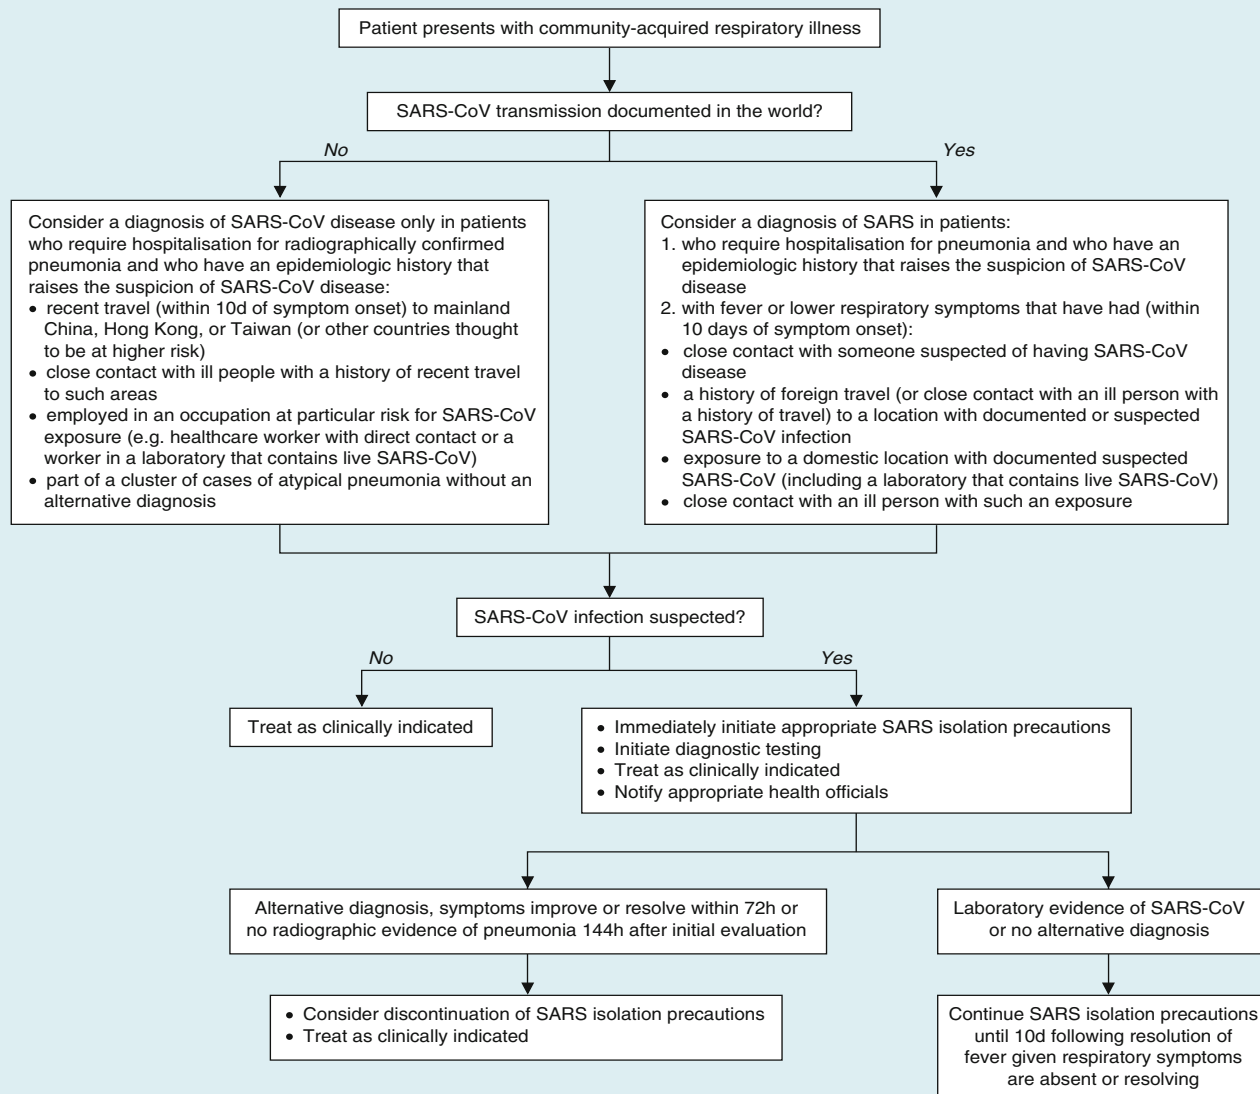 Patient presents with community-acquired respiratory illness
SARS-CoV transmission documented in the world?
No
Yes
Consider a diagnosis of SARS-CoV disease only in patients
who require hospitalisation for radiographically confirmed
pneumonia and who have an epidemiologic history that
raises the suspicion of SARS-CoV disease:
• recent travel (within 10d of symptom onset) to mainland
China, Hong Kong, or Taiwan (or other countries thought
to be at higher risk)
• close contact with ill people with a history of recent travel
to such areas
• employed in an occupation at particular risk for SARS-CoV
exposure (e.g. healthcare worker with direct contact or a
worker in a laboratory that contains live SARS-CoV)
• part of a cluster of cases of atypical pneumonia without an
alternative diagnosis
Consider a diagnosis of SARS in patients:
1. who require hospitalisation for pneumonia and who have an
epidemiologic history that raises the suspicion of SARS-CoV
disease
2. with fever or lower respiratory symptoms that have had (within
10 days of symptom onset):
• close contact with someone suspected of having SARS-CoV
disease
• a history of foreign travel (or close contact with an ill person with
a history of travel) to a location with documented or suspected
SARS-CoV infection
• exposure to a domestic location with documented suspected
SARS-CoV (including a laboratory that contains live SARS-CoV)
• close contact with an ill person with such an exposure
SARS-CoV infection suspected?
No
Yes
Treat as clinically indicated
• Immediately initiate appropriate SARS isolation precautions
• Initiate diagnostic testing
• Treat as clinically indicated
• Notify appropriate health officials
Alternative diagnosis, symptoms improve or resolve within 72h or
no radiographic evidence of pneumonia 144h after initial evaluation
Laboratory evidence of SARS-CoV
or no alternative diagnosis
• Consider discontinuation of SARS isolation precautions
• Treat as clinically indicated
Continue SARS isolation precautions
until 10d following resolution of
fever given respiratory symptoms
are absent or resolving